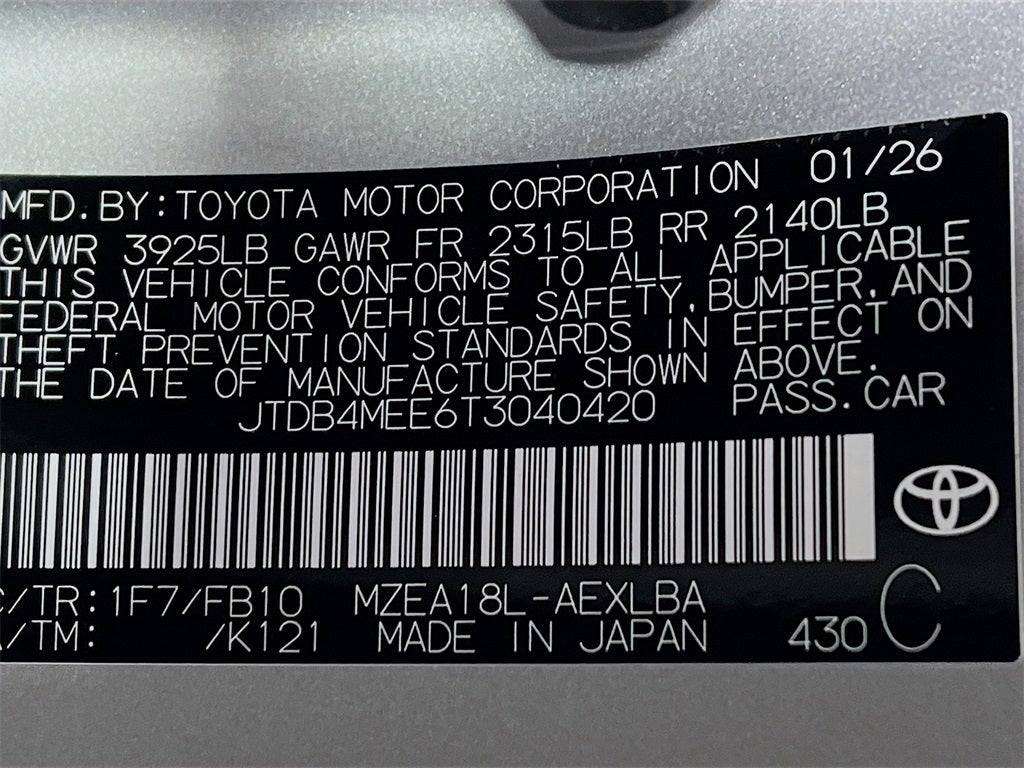 MFD. BY: TOYOTA MOTOR CORPORATION 01/26
GVWR 3925LB GAWR FR 2315LB RR 2140LB
THIS VEHICLE CONFORMS TO ALL APPLICABLE
FEDERAL MOTOR VEHICLE SAFETY, BUMPER, AND
THEFT PREVENTION STANDARDS IN EFFECT ON
THE DATE OF MANUFACTURE SHOWN ABOVE.
JTDB4MEE6T3040420 PASS. CAR
C/TR: 1F7/FB10 MZEA18L-AEXLBA
A/TM: /K121 MADE IN JAPAN 430 C